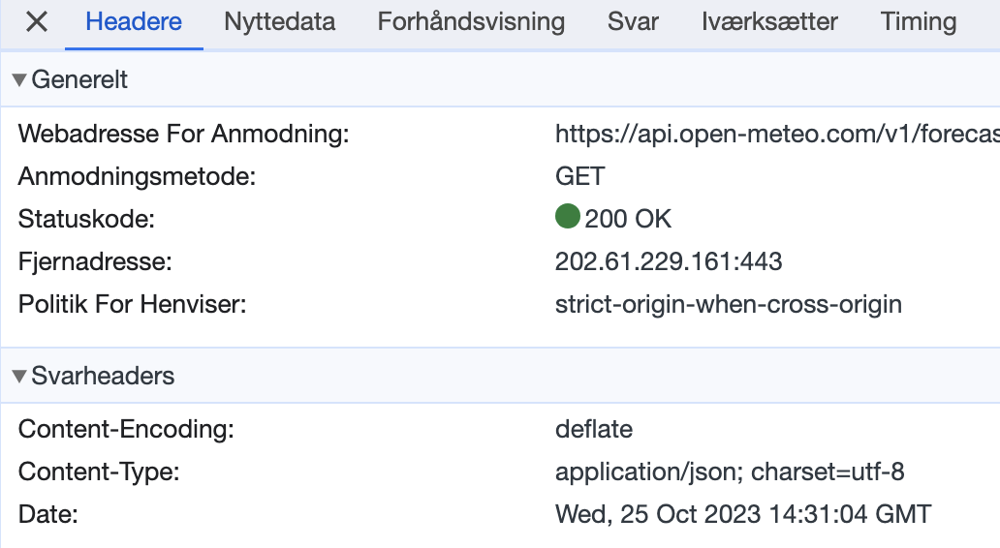 Headere Nyttedata Forhåndsvisning Svar Iværksætter Timing
Generelt
Webadresse For Anmodning: https://api.open-meteo.com/v1/forecas
Anmodningsmetode: GET
Statuskode: 200 OK
Fjernadresse: 202.61.229.161:443
Politik For Henviser: strict-origin-when-cross-origin
Svarheaders
Content-Encoding: deflate
Content-Type: application/json; charset=utf-8
Date: Wed, 25 Oct 2023 14:31:04 GMT